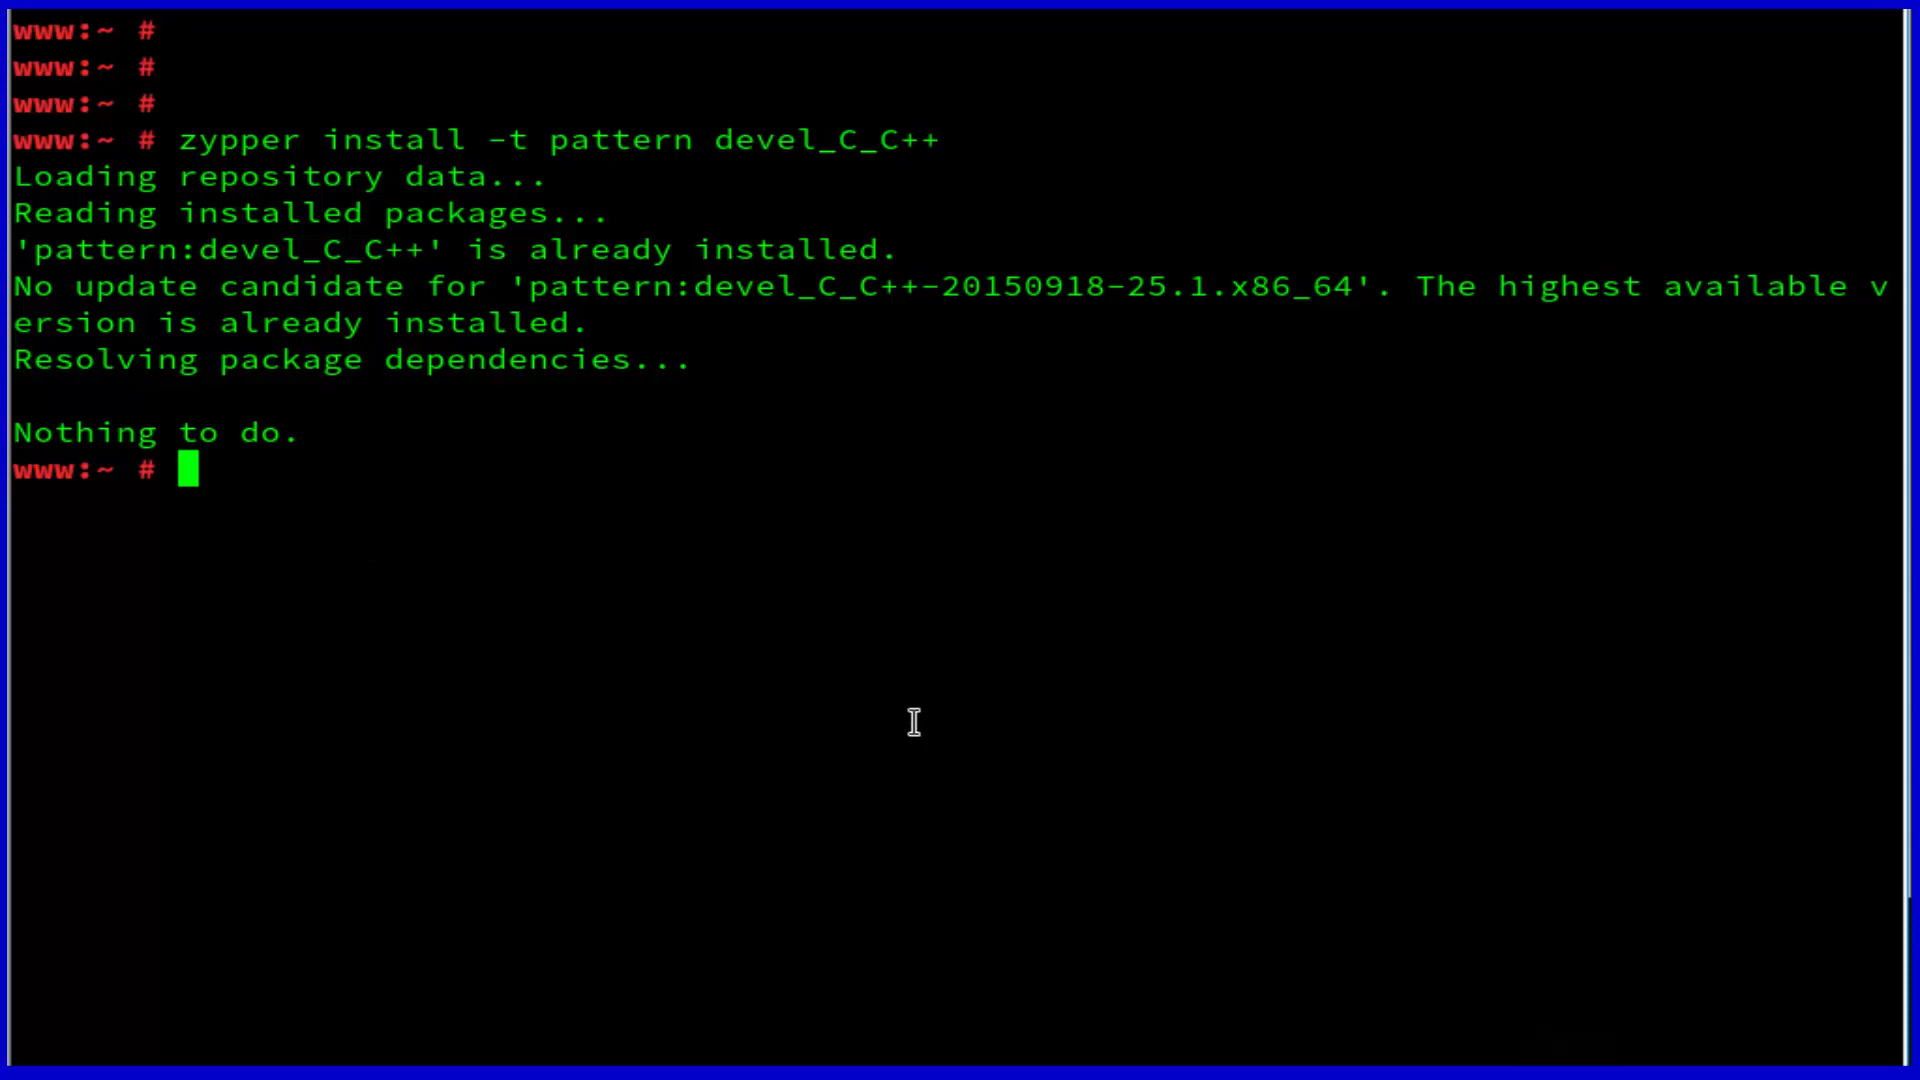 www:~ #
www:~ #
www:~ #
www:~ # zypper install -t pattern devel_C_C++
Loading repository data...
Reading installed packages...
'pattern:devel_C_C++' is already installed.
No update candidate for 'pattern:devel_C_C++-20150918-25.1.x86_64'. The highest available v
ersion is already installed.
Resolving package dependencies...
Nothing to do.
www:~ #